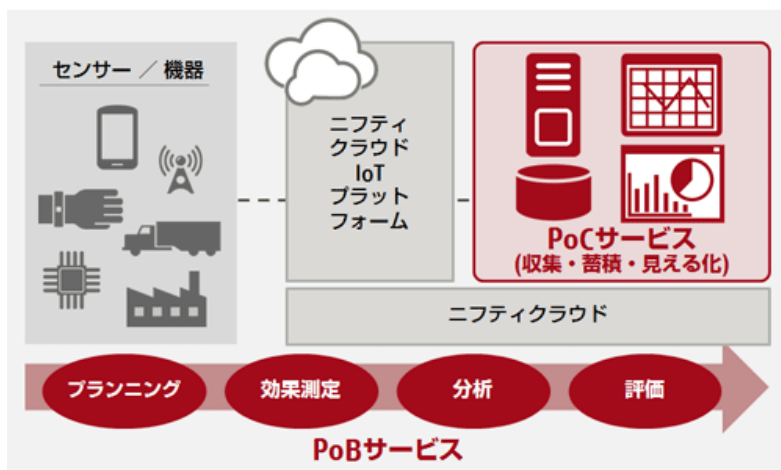 センサー ／ 機器
ニフティ
クラウド
IoT
プラット
フォーム
PoCサービス
(収集・蓄積・見える化)
ニフティクラウド
プランニング
効果測定
分析
評価
PoBサービス